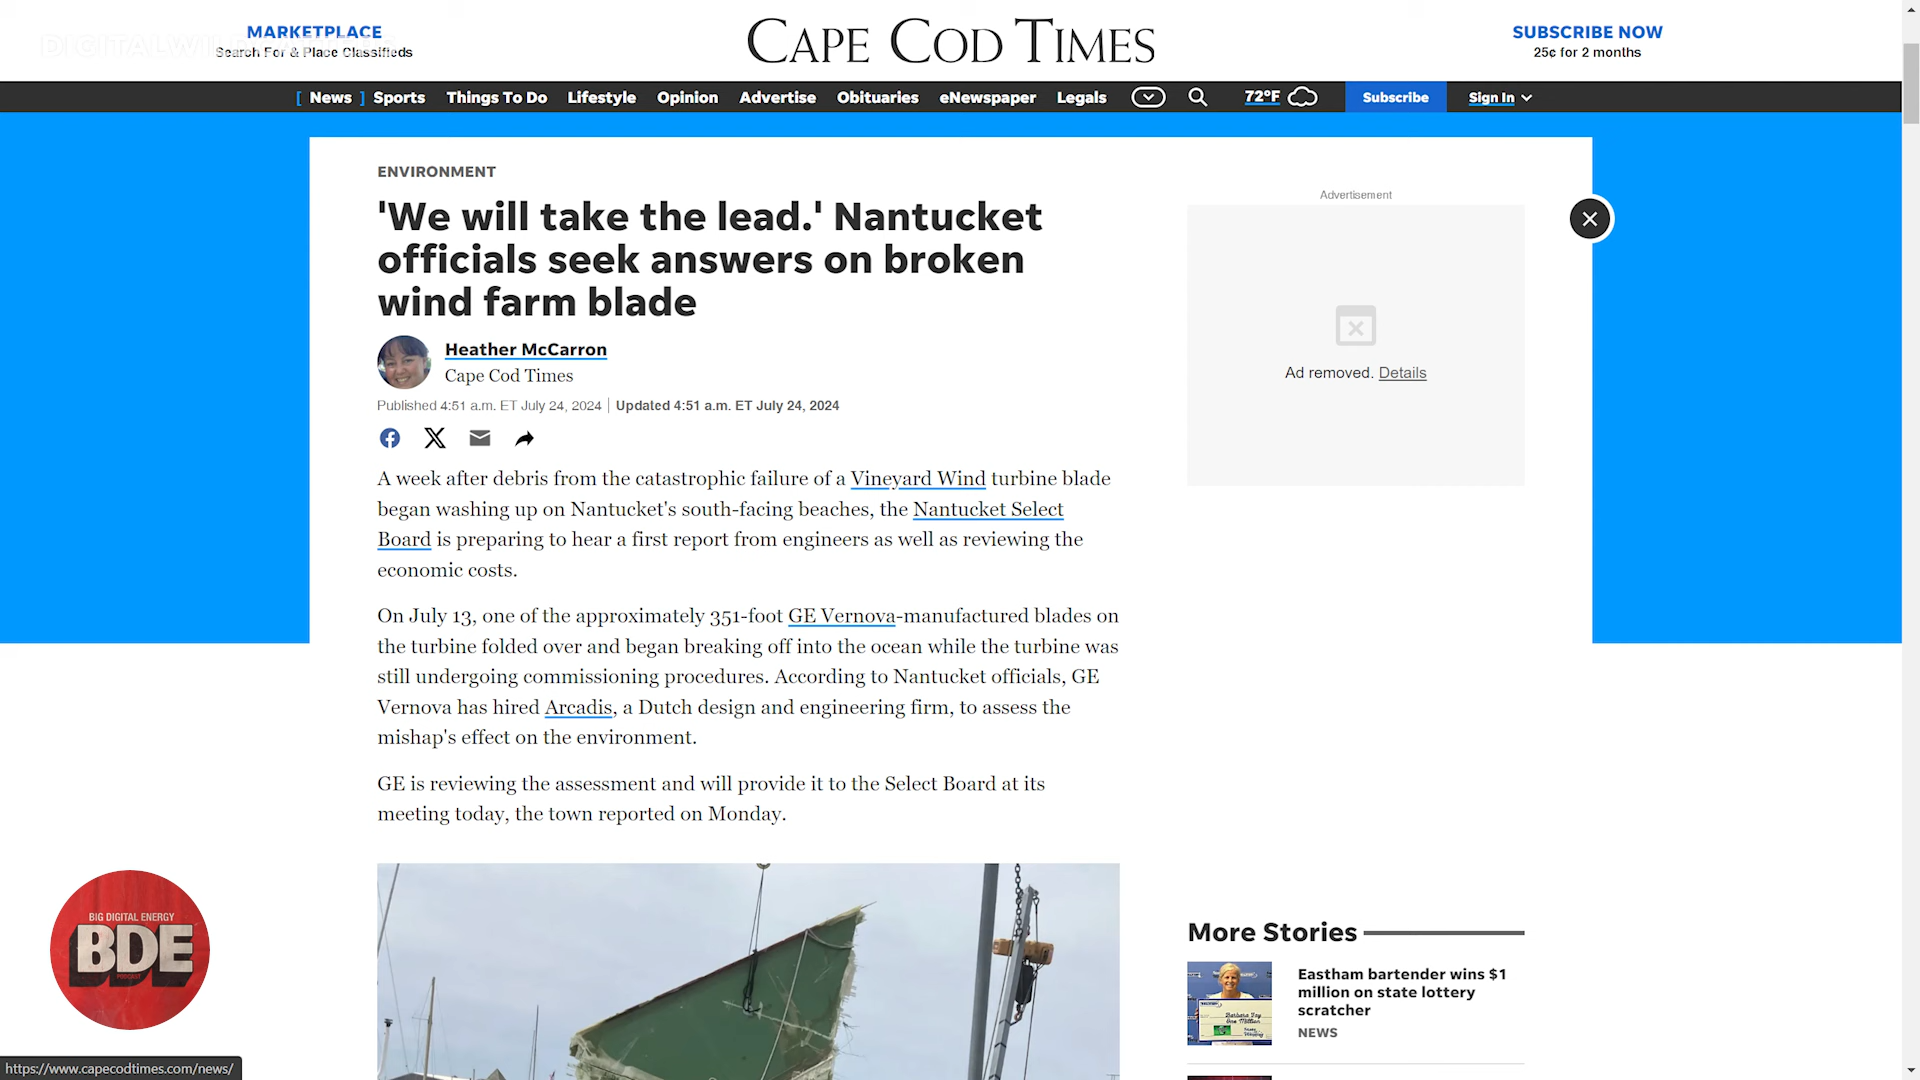 MARKETPLACE
Search For & Place Classifieds
CAPE COD TIMES
SUBSCRIBE NOW
25¢ for 2 months
[ News ] Sports Things To Do Lifestyle Opinion Advertise Obituaries eNewspaper Legals 72°F Subscribe Sign In
ENVIRONMENT
'We will take the lead.' Nantucket
officials seek answers on broken
wind farm blade
Heather McCarron
Cape Cod Times
Published 4:51 a.m. ET July 24, 2024 | Updated 4:51 a.m. ET July 24, 2024
A week after debris from the catastrophic failure of a Vineyard Wind turbine blade
began washing up on Nantucket's south-facing beaches, the Nantucket Select
Board is preparing to hear a first report from engineers as well as reviewing the
economic costs.
On July 13, one of the approximately 351-foot GE Vernova-manufactured blades on
the turbine folded over and began breaking off into the ocean while the turbine was
still undergoing commissioning procedures. According to Nantucket officials, GE
Vernova has hired Arcadis, a Dutch design and engineering firm, to assess the
mishap's effect on the environment.
GE is reviewing the assessment and will provide it to the Select Board at its
meeting today, the town reported on Monday.
Advertisement
Ad removed. Details
More Stories
Eastham bartender wins $1
million on state lottery
scratcher
NEWS
BIG DIGITAL ENERGY
BDE
PODCAST
https://www.capecodtimes.com/news/